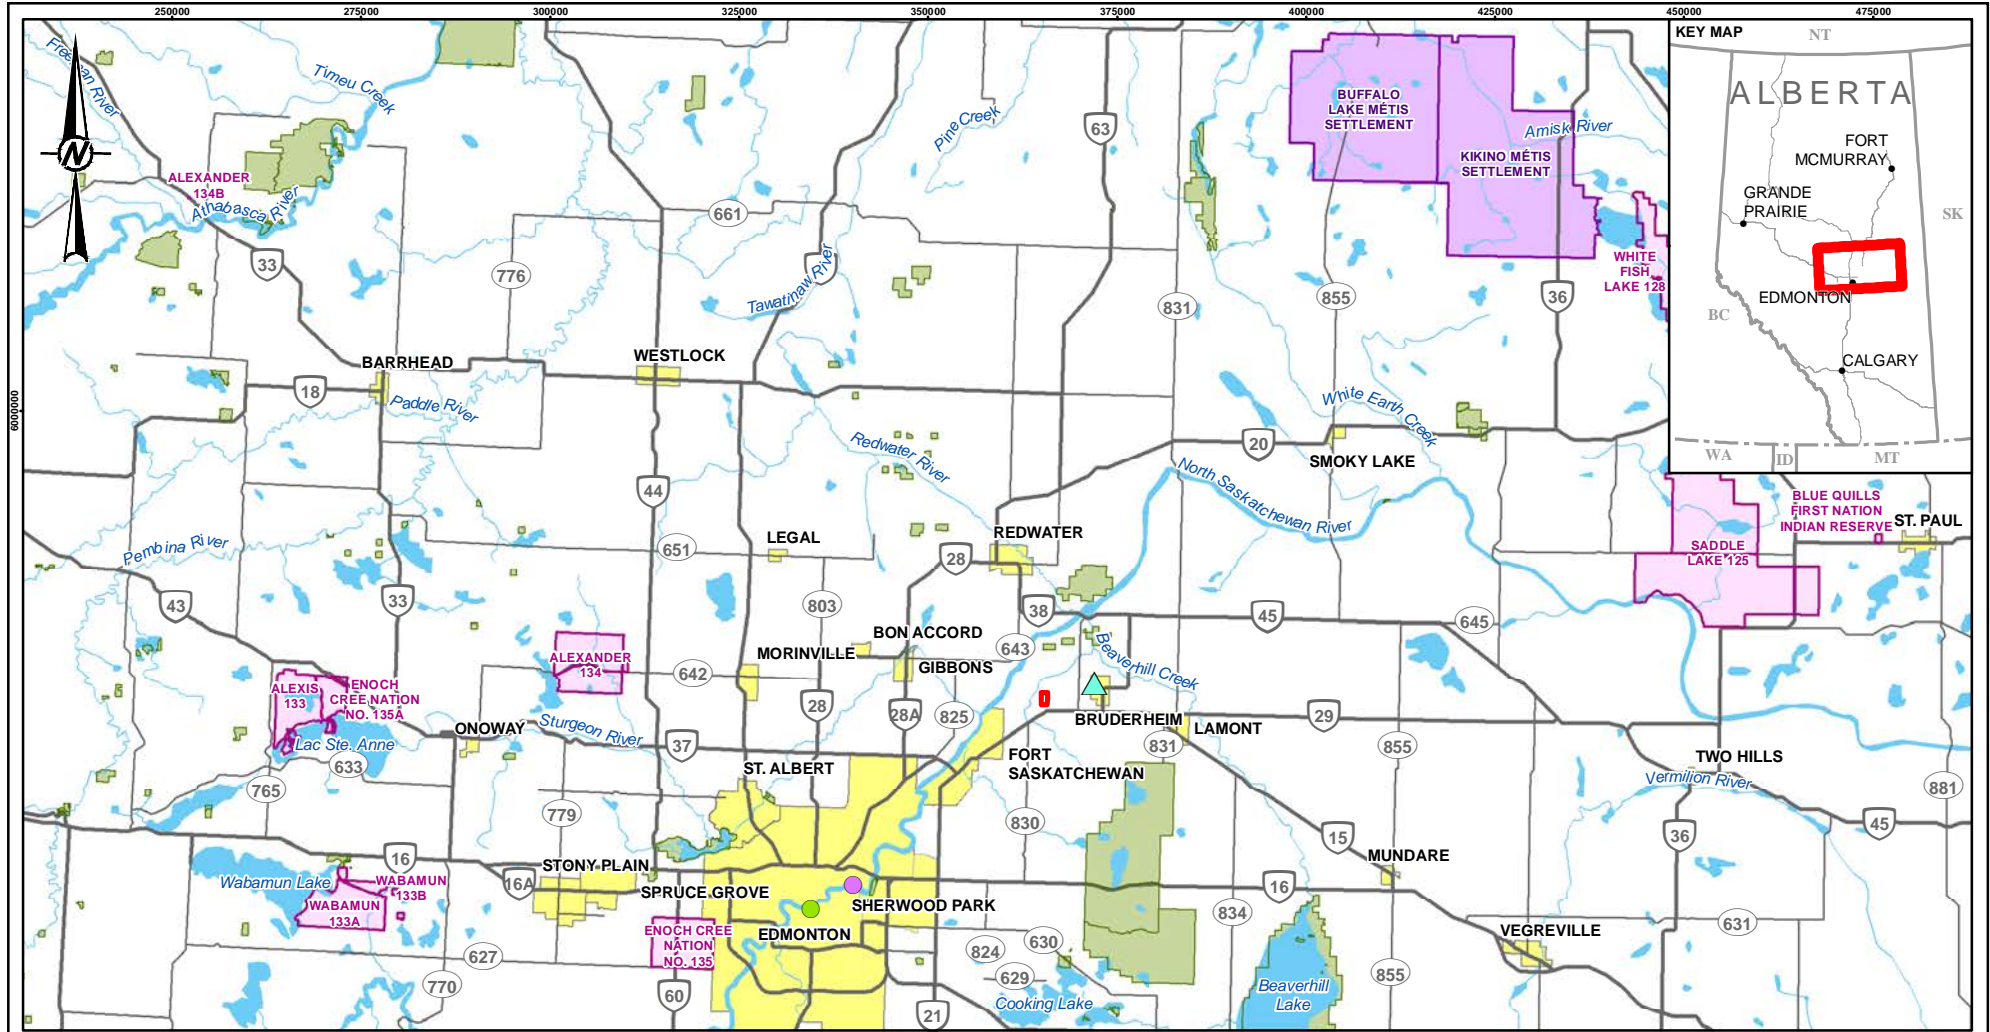 250000
275000
300000
325000
350000
375000
400000
425000
450000
475000
6000000
KEY MAP
NT
ALBERTA
FORT
MCMURRAY
GRANDE
PRAIRIE
SK
EDMONTON
BC
CALGARY
WA
ID
MT
N
Timeu Creek
ALEXANDER
134B
Athabasca River
33
776
661
Pine Creek
63
Tawatinaw River
BUFFALO
LAKE MÉTIS
SETTLEMENT
KIKINO MÉTIS
SETTLEMENT
Amisk River
WHITE
FISH
LAKE 128
831
855
36
BARRHEAD
WESTLOCK
18
Paddle River
Redwater River
White Earth Creek
20
SMOKY LAKE
North Saskatchewan River
44
651
LEGAL
REDWATER
28
BLUE QUILLS
FIRST NATION
INDIAN RESERVE
ST. PAUL
SADDLE
LAKE 125
Pembina River
43
33
803
38
45
645
BON ACCORD
643
Beaverhill Creek
ALEXANDER
134
642
MORINVILLE
GIBBONS
ALEXIS
133
ENOCH
CREE NATION
NO. 135A
ONOWAY
Sturgeon River
28
28A
825
BRUDERHEIM
LAMONT
29
Lac Ste. Anne
633
37
831
855
ST. ALBERT
FORT
SASKATCHEWAN
TWO HILLS
Vermilion River
765
779
830
881
15
36
45
16
STONY PLAIN
MUNDARE
Wabamun Lake
WABAMUN
133B
16A
SPRUCE GROVE
16
WABAMUN
133A
SHERWOOD PARK
834
631
ENOCH CREE
NATION
NO. 135
EDMONTON
VEGREVILLE
627
824
630
629
855
770
60
Cooking Lake
Beaverhill
Lake
21